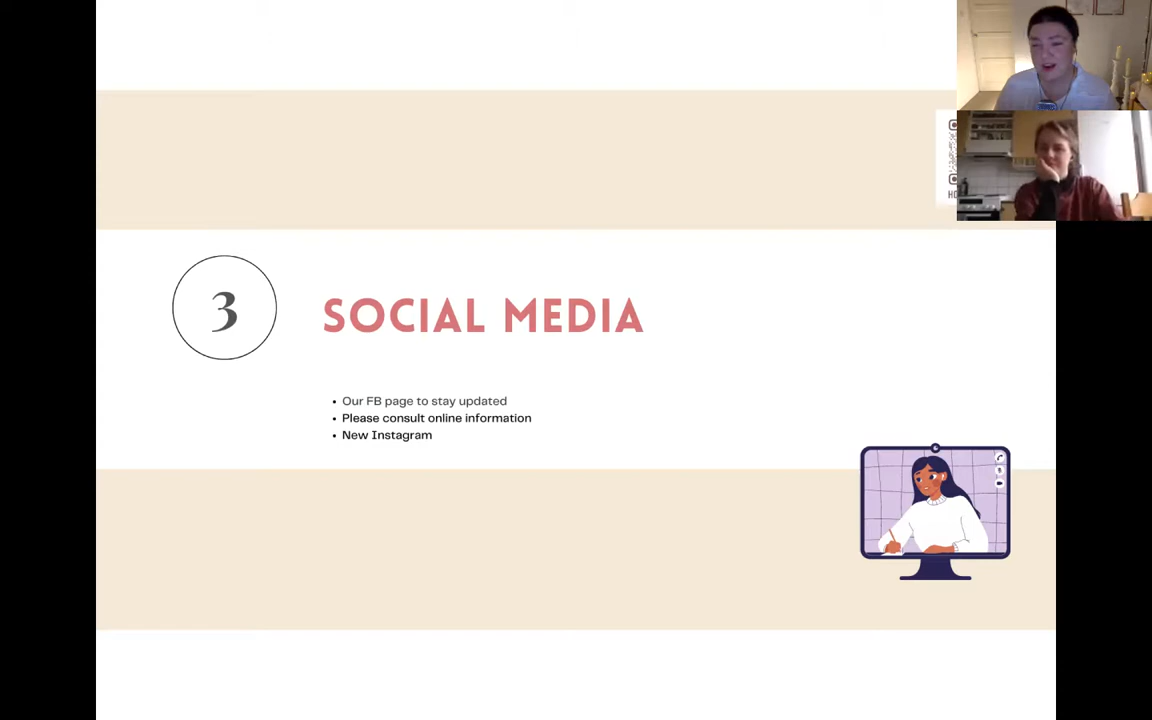 3
SOCIAL MEDIA
Our FB page to stay updated
Please consult online information
New Instagram